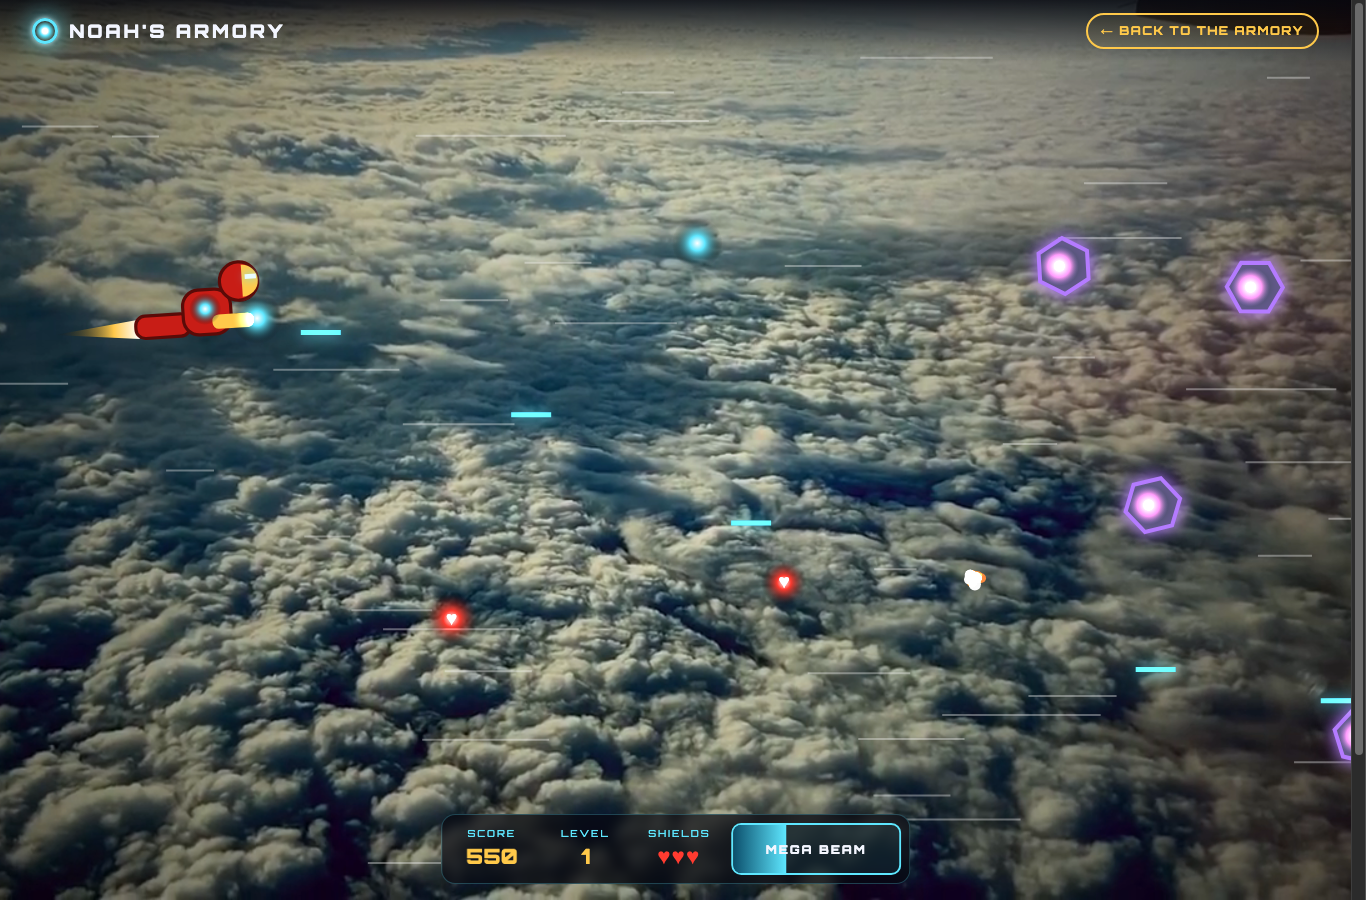 NOAH'S ARMORY
← BACK TO THE ARMORY
SCORE
550
LEVEL
1
SHIELDS
♥♥♥
MEGA BEAM